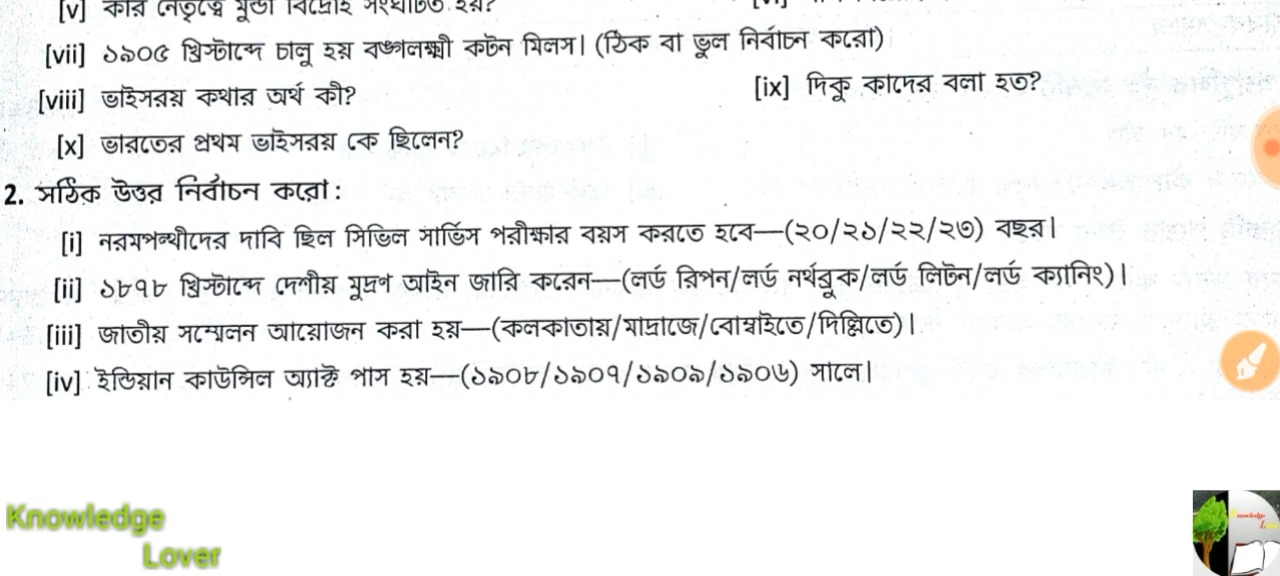 [v] কার নেতৃত্বে মুন্ডা বিদ্রোহ সংঘটিত হয়?
[vii] ১৯০৫ খ্রিস্টাব্দে চালু হয় বঙ্গলক্ষ্মী কটন মিলস। (ঠিক বা ভুল নির্বাচন করো)
[viii] ভাইসরয় কথার অর্থ কী? [ix] দিকু কাদের বলা হত?
[x] ভারতের প্রথম ভাইসরয় কে ছিলেন?
2. সঠিক উত্তর নির্বাচন করো:
[i] নরমপন্থীদের দাবি ছিল সিভিল সার্ভিস পরীক্ষার বয়স করতে হবে—(২০/২১/২২/২৩) বছর।
[ii] ১৮৭৮ খ্রিস্টাব্দে দেশীয় মুদ্রণ আইন জারি করেন—(লর্ড রিপন/লর্ড নর্থব্রুক/লর্ড লিটন/লর্ড ক্যানিং)।
[iii] জাতীয় সম্মেলন আয়োজন করা হয়—(কলকাতায়/মাদ্রাজে/বোম্বাইতে/দিল্লিতে)।
[iv] ইন্ডিয়ান কাউন্সিল অ্যাক্ট পাস হয়—(১৯০৮/১৯০৭/১৯০৯/১৯০৬) সালে।
Knowledge
Lover